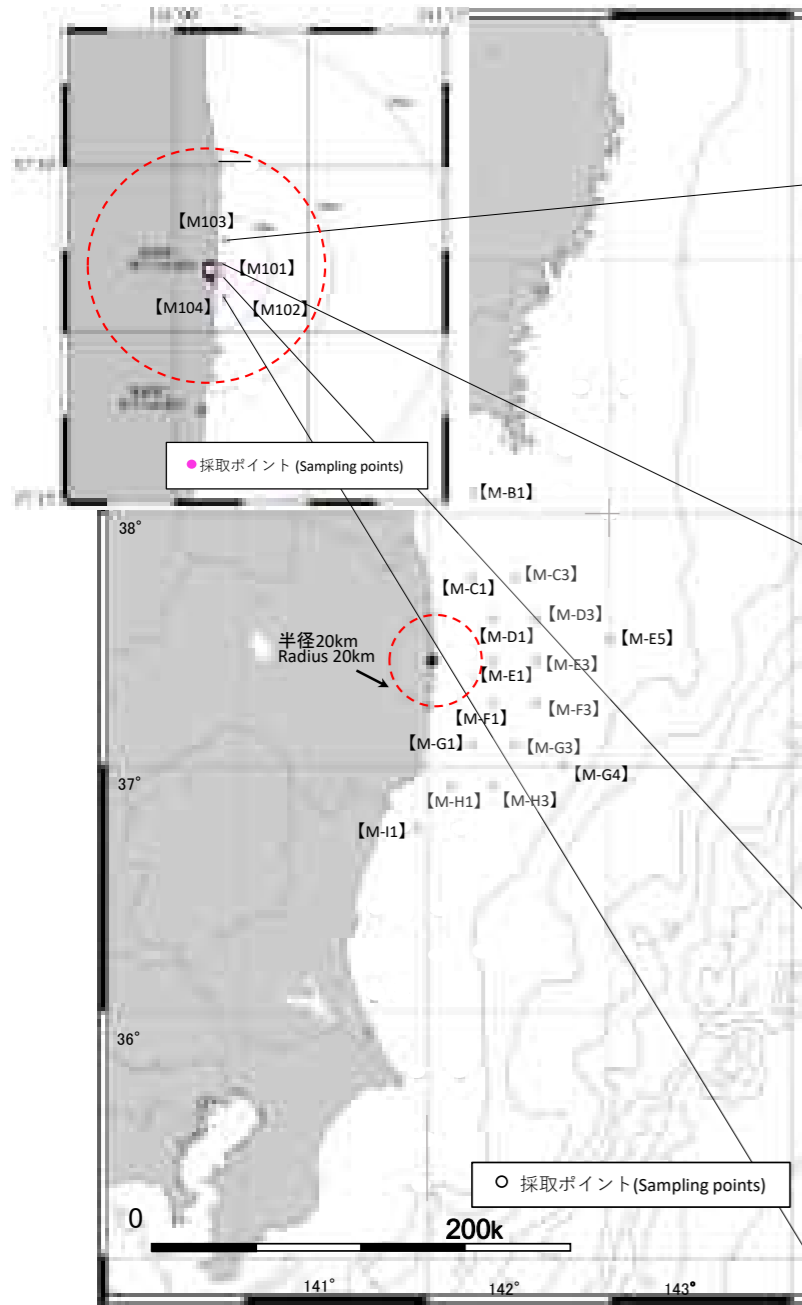 【M103】
【M101】
【M104】
【M102】
採取ポイント (Sampling points)
【M-B1】
38°
【M-C3】
【M-C1】
【M-D3】
【M-D1】
【M-E5】
半径20km
Radius 20km
【M-E3】
【M-E1】
【M-F3】
【M-F1】
【M-G1】
【M-G3】
【M-G4】
37°
【M-H1】
【M-H3】
【M-I1】
36°
採取ポイント(Sampling points)
0
200k
141°
142°
143°